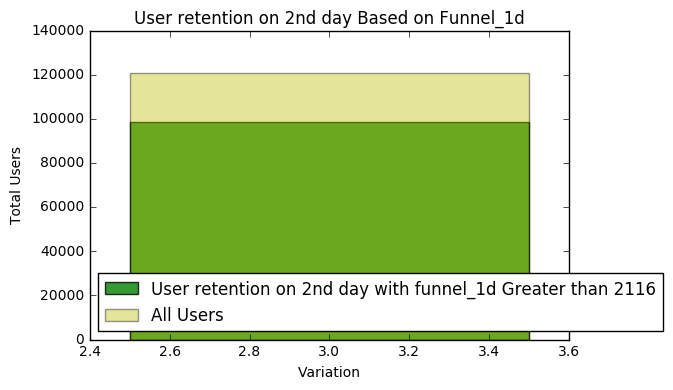 User retention on 2nd day Based on Funnel_1d
140000
120000
100000
80000
60000
40000
20000
0
Total Users
User retention on 2nd day with funnel_1d Greater than 2116
All Users
2.4 2.6 2.8 3.0 3.2 3.4 3.6
Variation